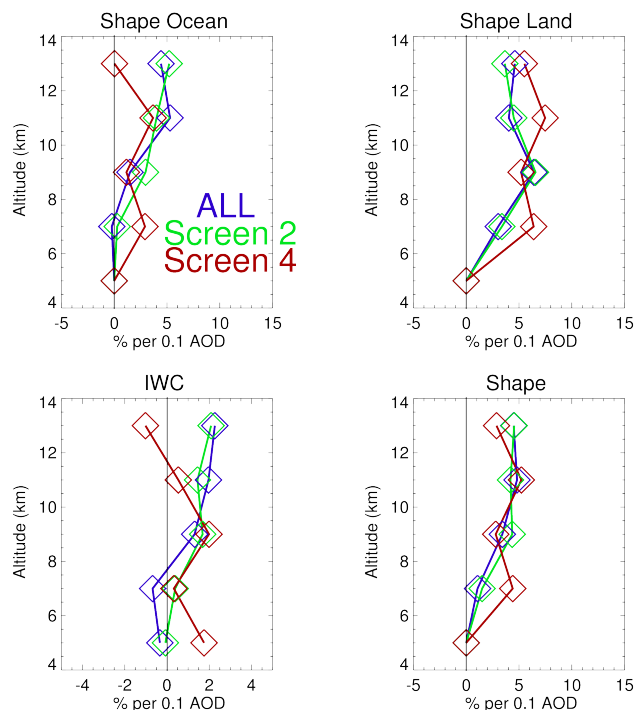 Shape Ocean
14
12
10
8
6
4
Altitude (km)
-5 0 5 10 15
% per 0.1 AOD
ALL
Screen 2
Screen 4
Shape Land
14
12
10
8
6
4
Altitude (km)
-5 0 5 10 15
% per 0.1 AOD
IWC
14
12
10
8
6
4
Altitude (km)
-4 0 2 4
% per 0.1 AOD
Shape
14
12
10
8
6
4
Altitude (km)
-5 0 5 10 15
% per 0.1 AOD